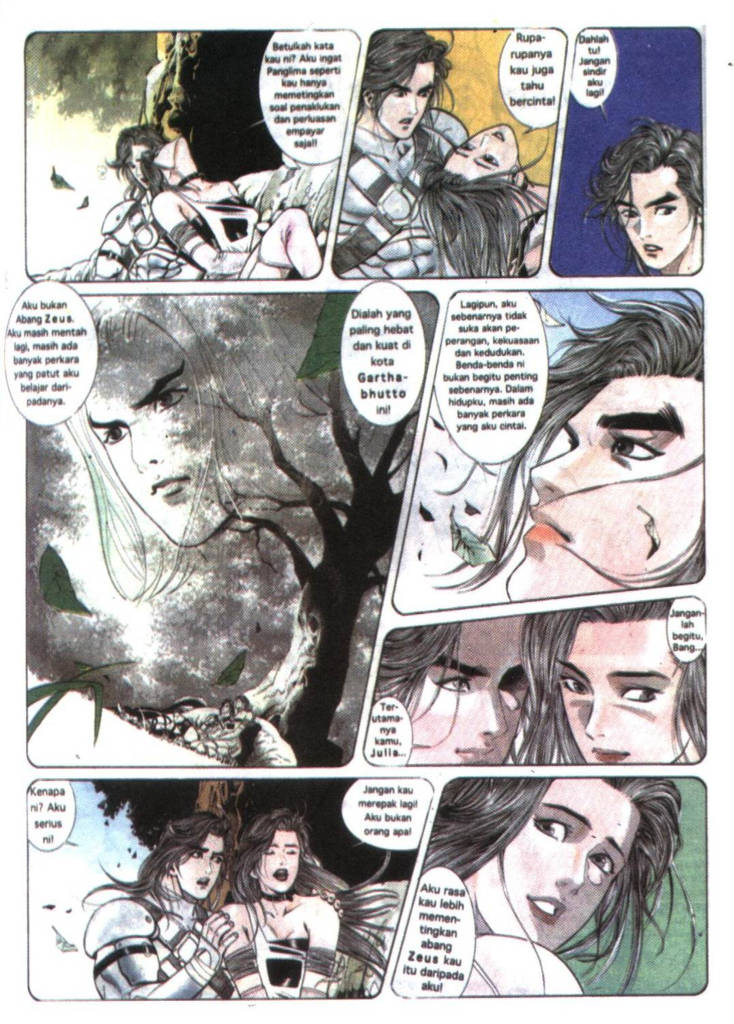 Betulkah kata
kau ni? Aku ingat
Panglima seperti
kau hanya
memetingkan
soal penaklukan
dan perluasan
empayar
saja!!
Rupa-
rupanya
kau juga
tahu
bercinta!
Dahlah
tu!
Jangan
sindir
aku
lagi!
Aku bukan
Abang Zeus.
Aku masih mentah
lagi, masih ada
banyak perkara
yang patut aku
belajar dari-
padanya.
Dialah yang
paling hebat
dan kuat di
kota
Gartha-
bhutto
ini!
Lagipun, aku
sebenarnya tidak
suka akan pe-
perangan, kekuasaan
dan kedudukan.
Benda-benda ni
bukan begitu penting
sebenarnya. Dalam
hidupku, masih ada
banyak perkara
yang aku cintai.
Ter-
utama-
nya
kamu,
Julia...
Jangan-
lah
begitu,
Bang...
Kenapa
ni? Aku
serius
ni!
Jangan kau
merepak lagi!
Aku bukan
orang apa!
Aku rasa
kau lebih
memen-
tingkan
abang
Zeus kau
itu daripada
aku!